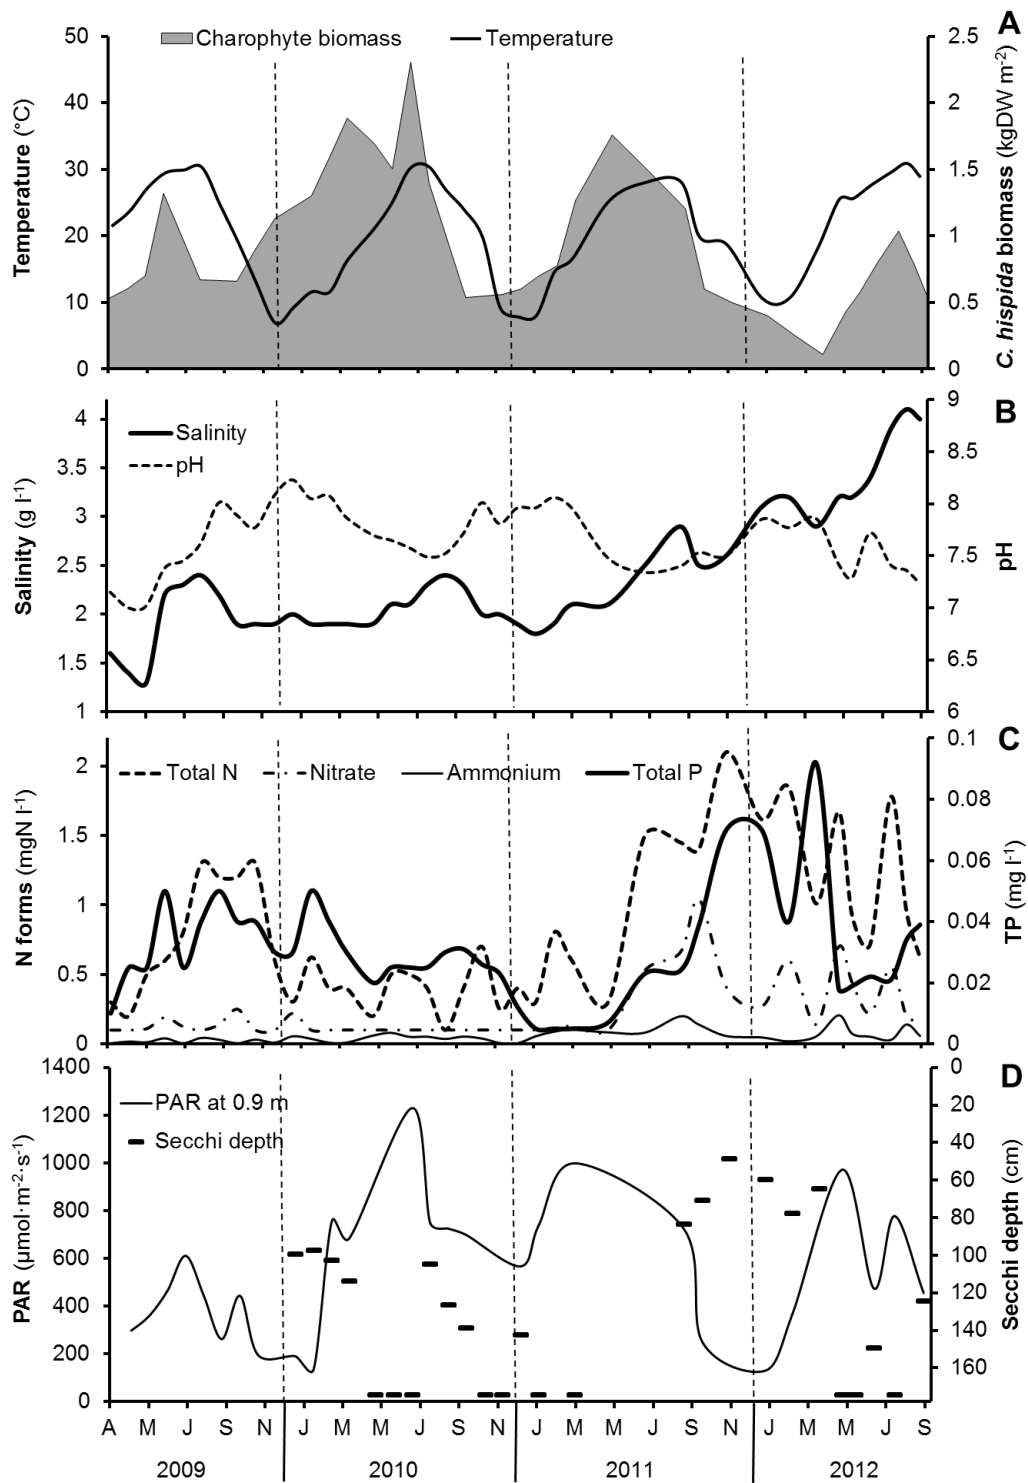 A
Charophyte biomass
Temperature
Temperature (°C)
50
40
30
20
10
0
2.5
2
1.5
1
0.5
0
C. hispida biomass (kgDW m⁻²)
B
Salinity
pH
Salinity (g l⁻¹)
4
3.5
3
2.5
2
1.5
1
9
8.5
8
7.5
7
6.5
6
pH
C
Total N
Nitrate
Ammonium
Total P
N forms (mgN l⁻¹)
2
1.5
1
0.5
0
0.1
0.08
0.06
0.04
0.02
0
TP (mg l⁻¹)
D
PAR at 0.9 m
Secchi depth
PAR (µmol·m⁻²·s⁻¹)
1400
1200
1000
800
600
400
200
0
0
20
40
60
80
100
120
140
160
Secchi depth (cm)
A M J S N J M J S N J M J S N J M J S
2009 2010 2011 2012